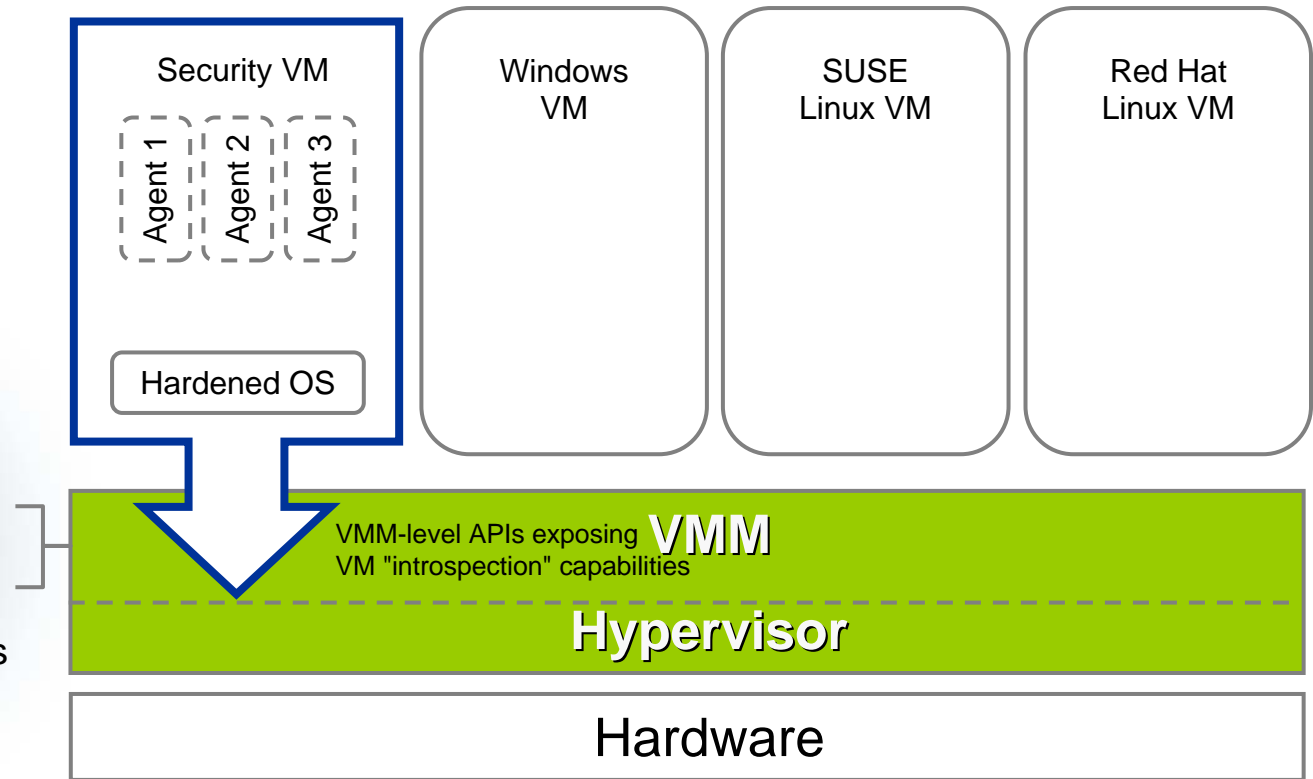 Security VM
Agent 1
Agent 2
Agent 3
Hardened OS
Windows
VM
SUSE
Linux VM
Red Hat
Linux VM
VMM-level APIs exposing
VM "introspection" capabilities
VMM
Hypervisor
s
Hardware